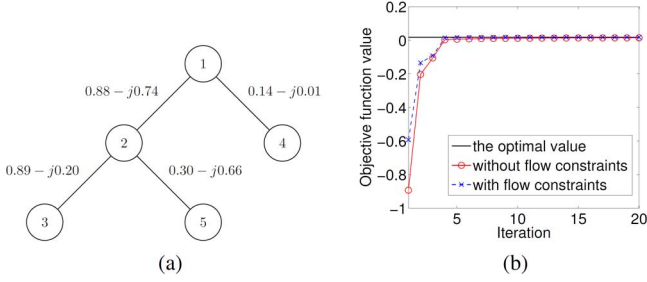 1
0.88 − j0.74
0.14 − j0.01
2
4
0.89 − j0.20
0.30 − j0.66
3
5
(a)
Objective function value
0.2
0
−0.2
−0.4
−0.6
−0.8
−1
the optimal value
without flow constraints
with flow constraints
5
10
15
20
Iteration
(b)